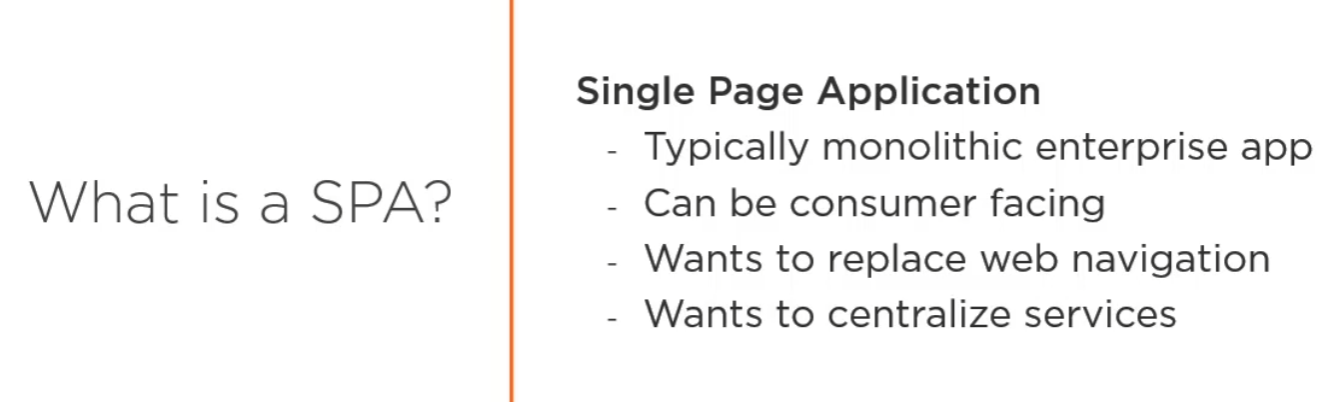 What is a SPA?
Single Page Application
- Typically monolithic enterprise app
- Can be consumer facing
- Wants to replace web navigation
- Wants to centralize services